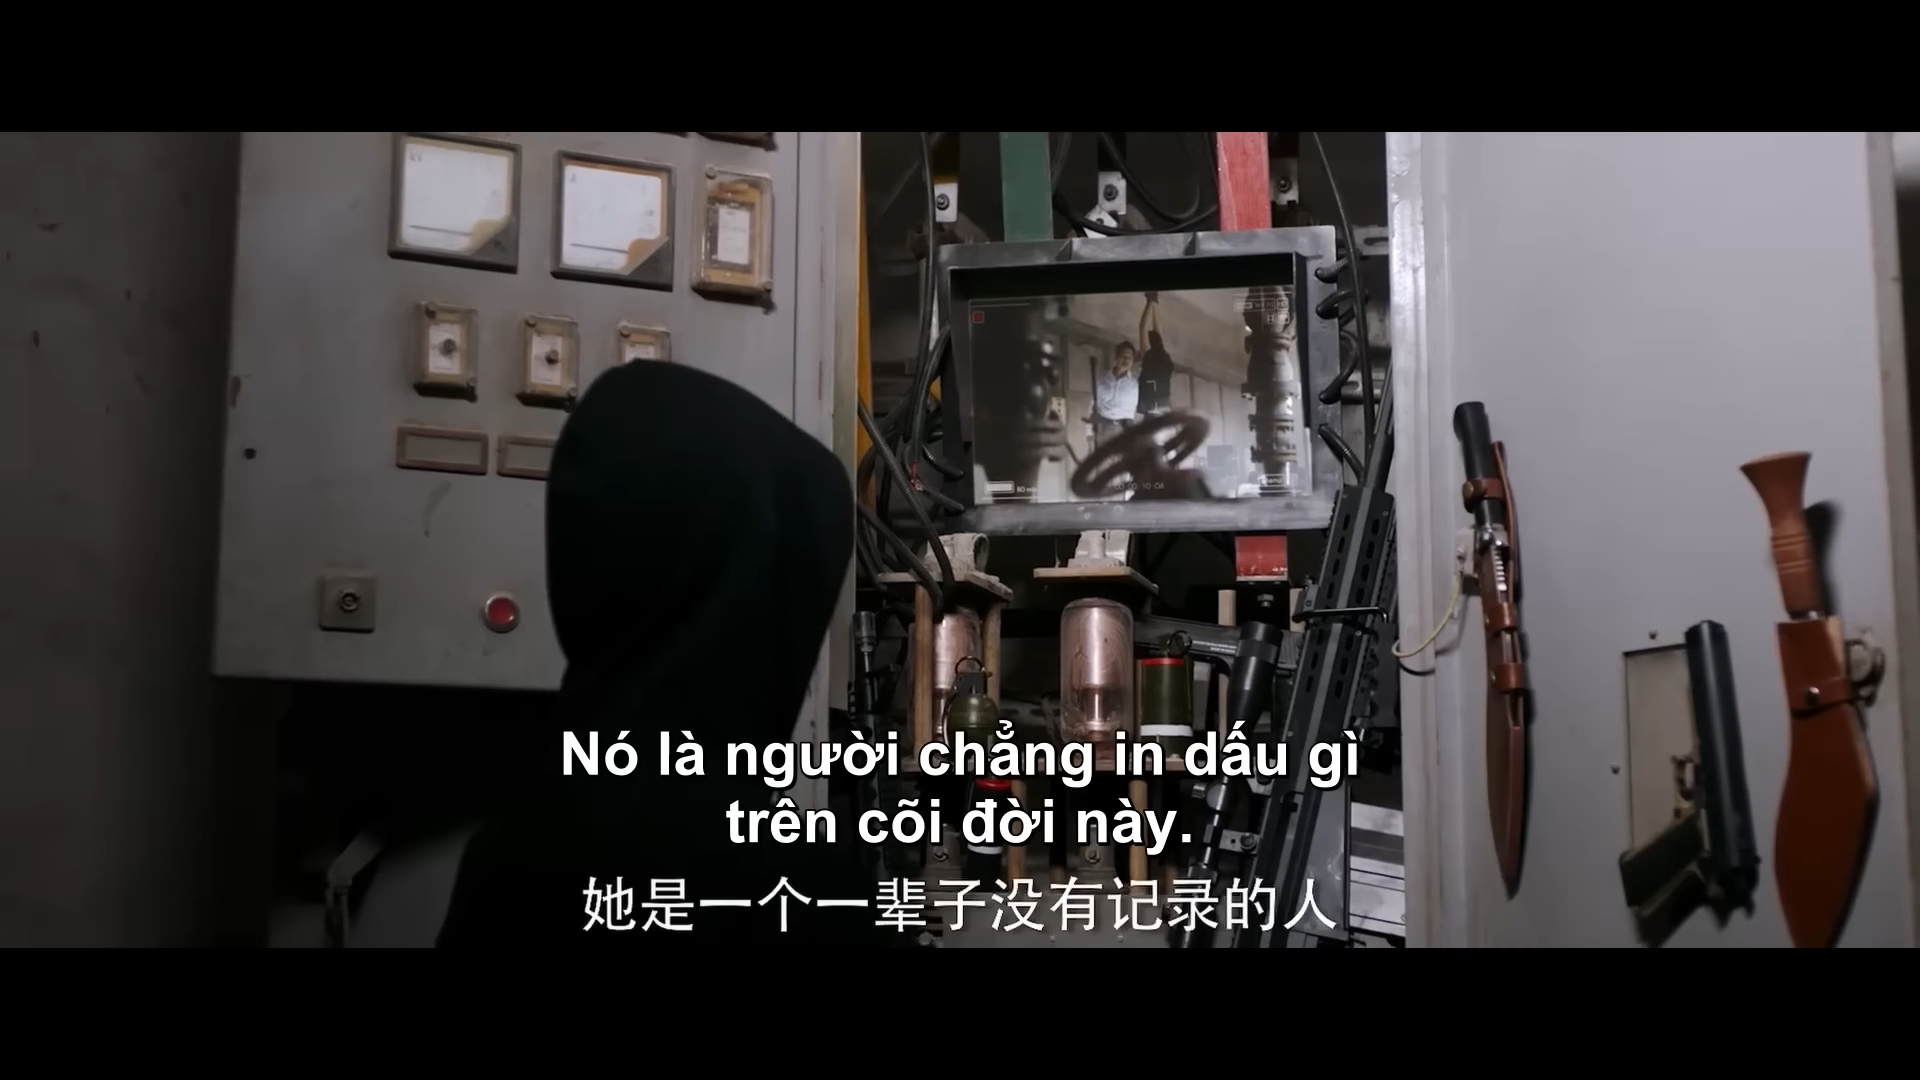 Nó là người chẳng in dấu gì
trên cõi đời này.
她是一个一辈子没有记录的人